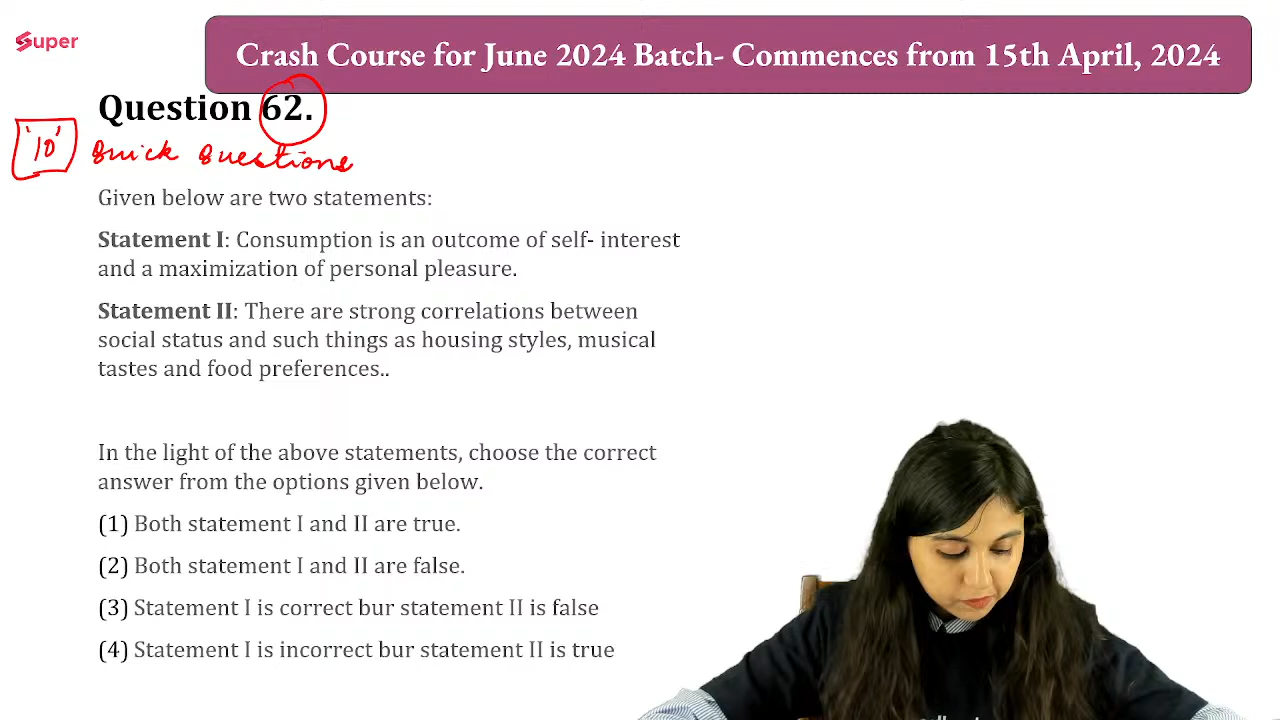 Super
Crash Course for June 2024 Batch- Commences from 15th April, 2024
Question 62.
'10' Quick Questions
Given below are two statements:
Statement I: Consumption is an outcome of self- interest
and a maximization of personal pleasure.
Statement II: There are strong correlations between
social status and such things as housing styles, musical
tastes and food preferences..
In the light of the above statements, choose the correct
answer from the options given below.
(1) Both statement I and II are true.
(2) Both statement I and II are false.
(3) Statement I is correct bur statement II is false
(4) Statement I is incorrect bur statement II is true